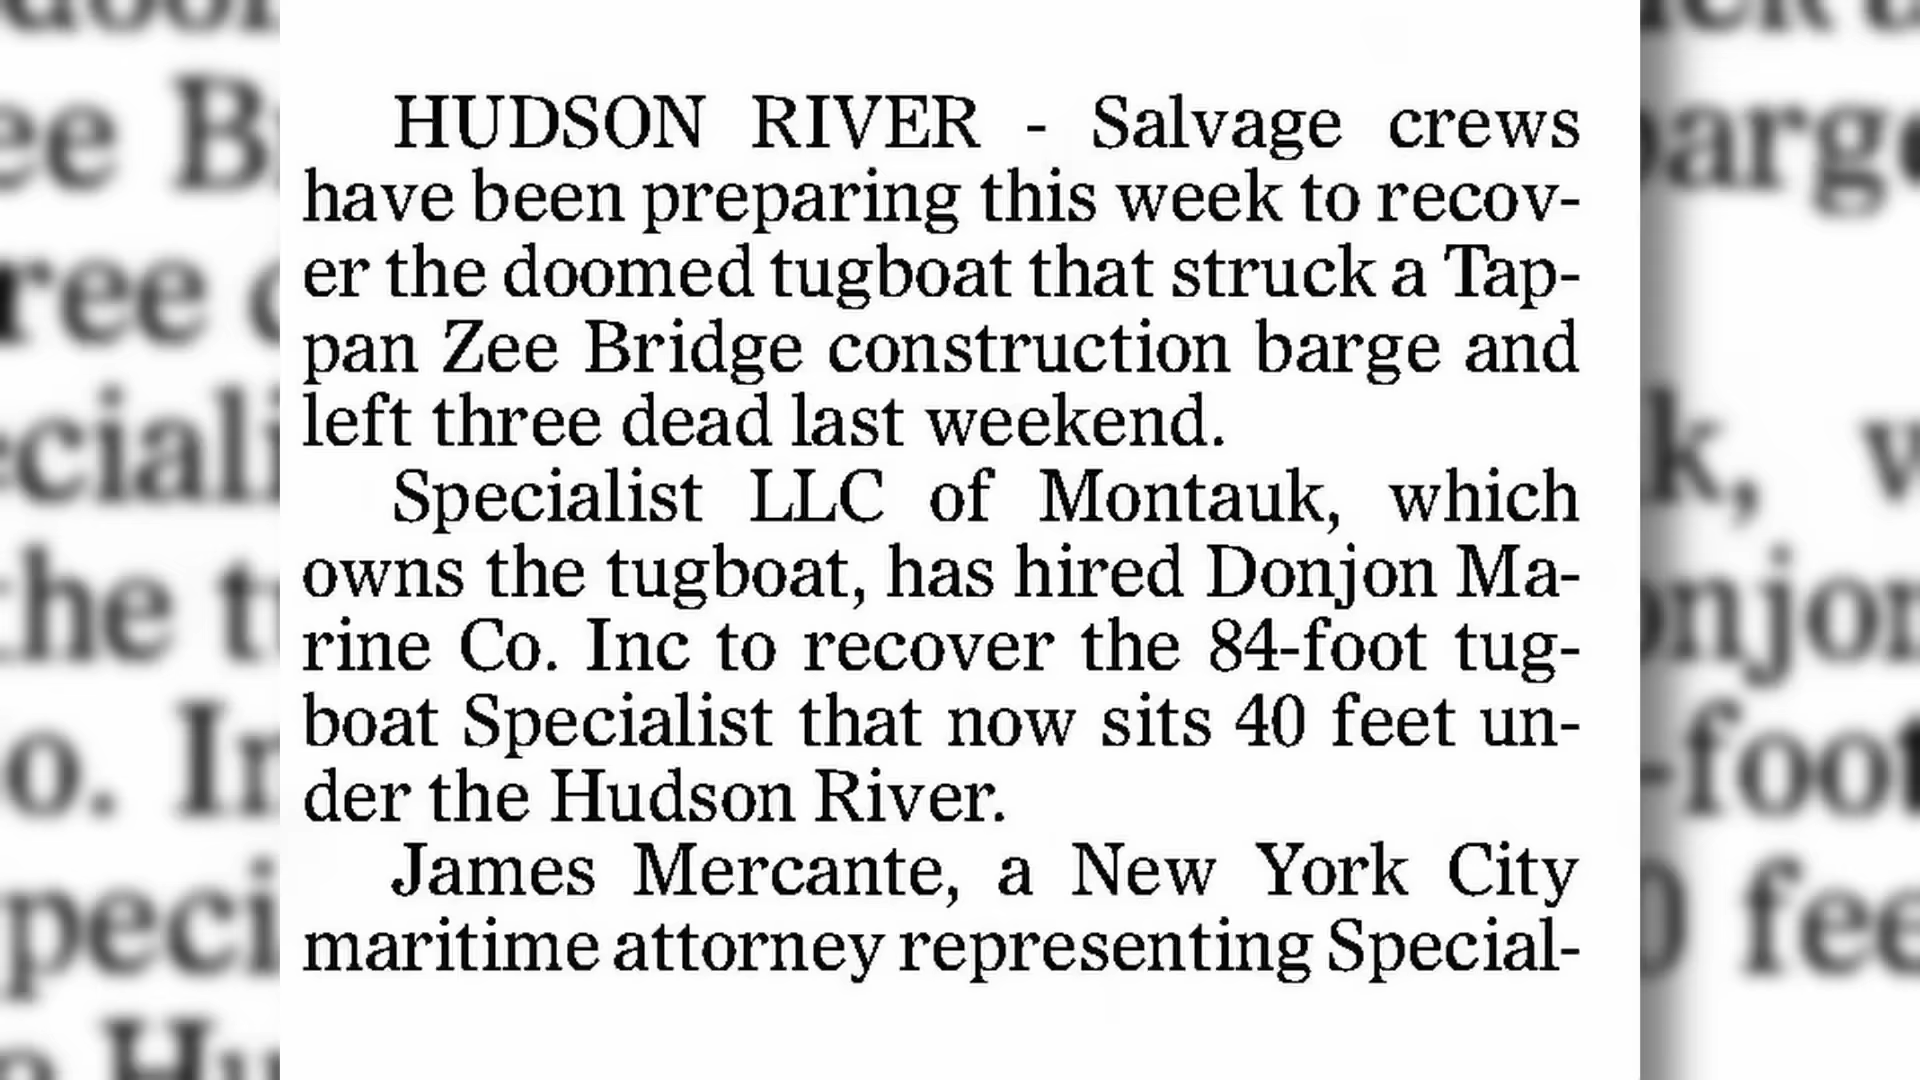 HUDSON RIVER - Salvage crews
have been preparing this week to recov-
er the doomed tugboat that struck a Tap-
pan Zee Bridge construction barge and
left three dead last weekend.
Specialist LLC of Montauk, which
owns the tugboat, has hired Donjon Ma-
rine Co. Inc to recover the 84-foot tug-
boat Specialist that now sits 40 feet un-
der the Hudson River.
James Mercante, a New York City
maritime attorney representing Special-